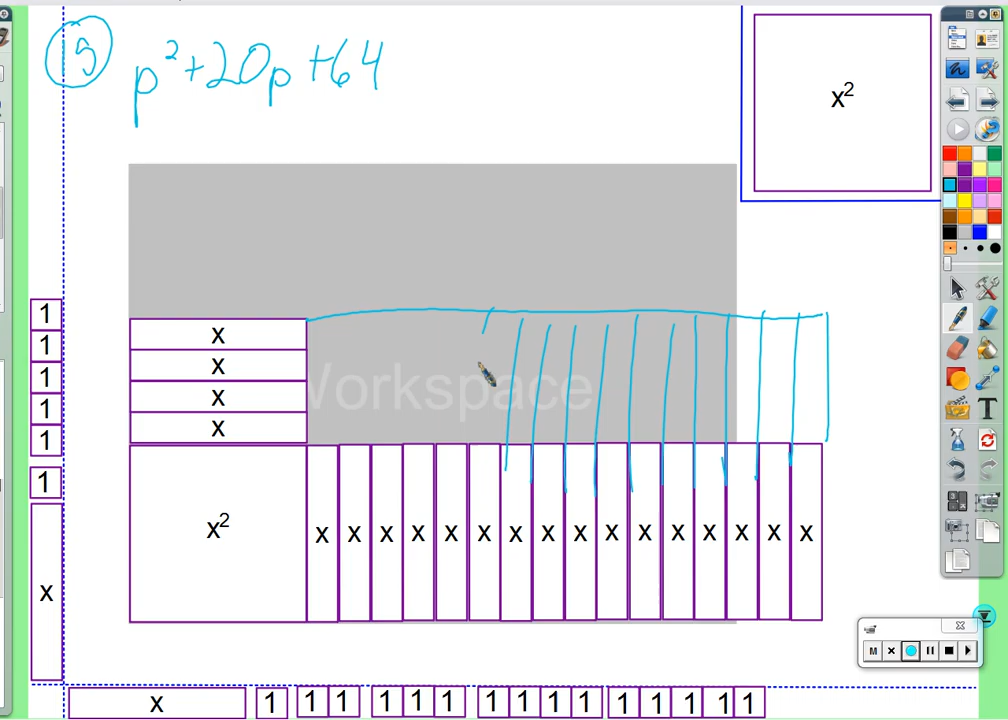 15 p²+20p+64
x²
1
1
1
1
1
1
x
x
x
x
x
Workspace
x² x x x x x x x x x x x x x x x x
x 1 1 1 1 1 1 1 1 1 1 1 1 1 1 1
M
T